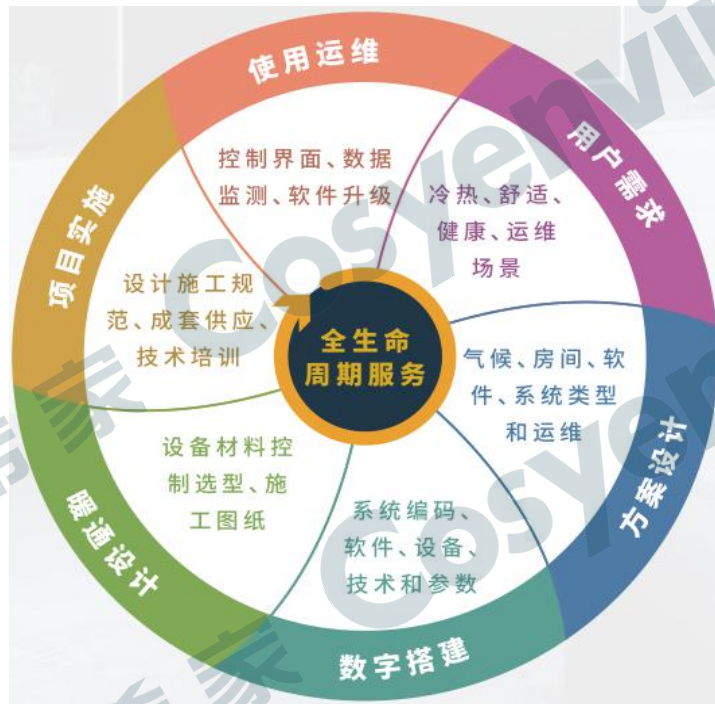 使用运维
控制界面、数据
监测、软件升级
用户需求
冷热、舒适、
健康、运维
场景
方案设计
气候、房间、软
件、系统类型
和运维
数字搭建
系统编码、
软件、设备、
技术和参数
暖通设计
设备材料控
制选型、施
工图纸
项目实施
设计施工规
范、成套供应、
技术培训
全生命
周期服务
家 Cosyenvi
家 Cosyenvi
家